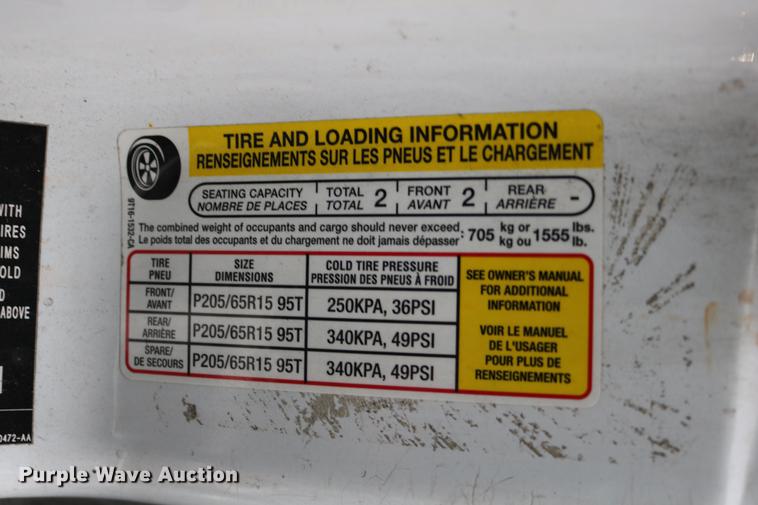 TIRE AND LOADING INFORMATION
RENSEIGNEMENTS SUR LES PNEUS ET LE CHARGEMENT
SEATING CAPACITY TOTAL 2 FRONT 2 REAR -
NOMBRE DE PLACES TOTAL AVANT ARRIÈRE
9T16-1532-CA
The combined weight of occupants and cargo should never exceed : 705 kg or 1555 lbs.
Le poids total des occupants et du chargement ne doit jamais dépasser kg ou lb.
TIRE SIZE COLD TIRE PRESSURE
PNEU DIMENSIONS PRESSION DES PNEUS À FROID
FRONT/
AVANT P205/65R15 95T 250KPA, 36PSI
REAR/
ARRIÈRE P205/65R15 95T 340KPA, 49PSI
SPARE/
DE SECOURS P205/65R15 95T 340KPA, 49PSI
SEE OWNER'S MANUAL
FOR ADDITIONAL
INFORMATION
VOIR LE MANUEL
DE L'USAGER
POUR PLUS DE
RENSEIGNEMENTS
WITH
IRES
IMS
OLD
ABOVE
0472-AA
Purple Wave Auction